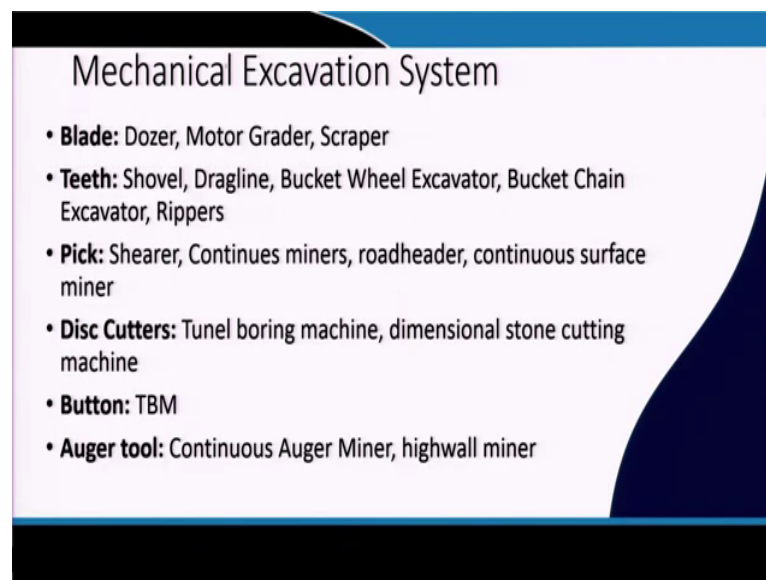 Mechanical Excavation System
• Blade: Dozer, Motor Grader, Scraper
• Teeth: Shovel, Dragline, Bucket Wheel Excavator, Bucket Chain
Excavator, Rippers
• Pick: Shearer, Continues miners, roadheader, continuous surface
miner
• Disc Cutters: Tunel boring machine, dimensional stone cutting
machine
• Button: TBM
• Auger tool: Continuous Auger Miner, highwall miner